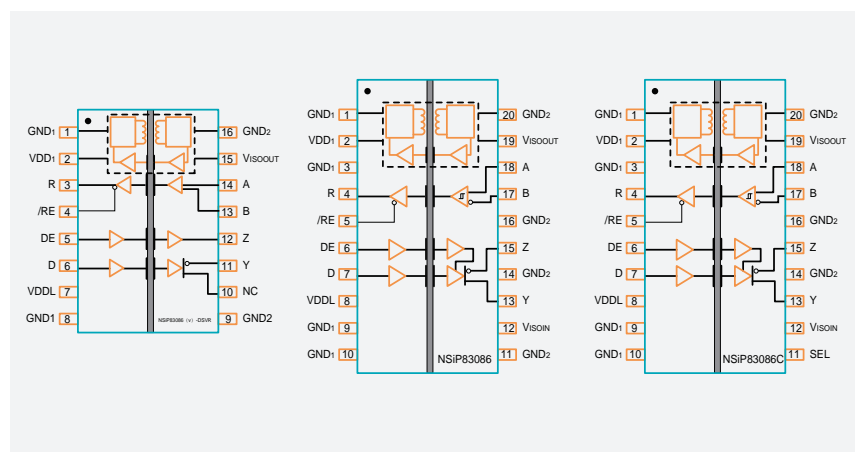 GND1 1 16 GND2
VDD1 2 15 VISOOUT
R 3 14 A
/RE 4 13 B
DE 5 12 Z
D 6 11 Y
VDDL 7 10 NC
GND1 8 9 GND2
NSiP83086 (v) -DSVR
GND1 1 20 GND2
VDD1 2 19 VISOOUT
GND1 3 18 A
R 4 17 B
/RE 5 16 GND2
DE 6 15 Z
D 7 14 GND2
VDDL 8 13 Y
GND1 9 12 VISOIN
GND1 10 11 GND2
NSiP83086
GND1 1 20 GND2
VDD1 2 19 VISOOUT
GND1 3 18 A
R 4 17 B
/RE 5 16 GND2
DE 6 15 Z
D 7 14 GND2
VDDL 8 13 Y
GND1 9 12 VISOIN
GND1 10 11 SEL
NSiP83086C